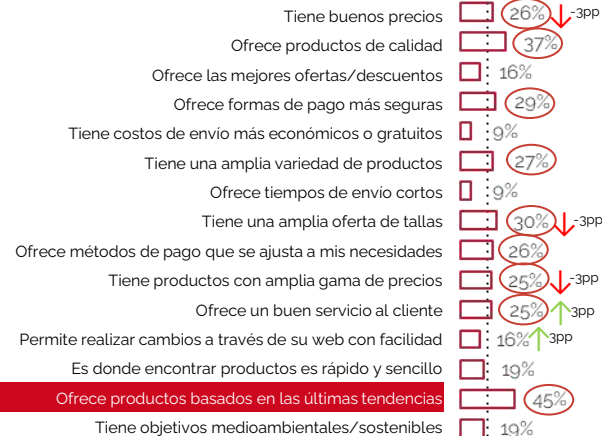 Tiene buenos precios 26% -3pp
Ofrece productos de calidad 37%
Ofrece las mejores ofertas/descuentos 16%
Ofrece formas de pago más seguras 29%
Tiene costos de envío más económicos o gratuitos 9%
Tiene una amplia variedad de productos 27%
Ofrece tiempos de envío cortos 9%
Tiene una amplia oferta de tallas 30% -3pp
Ofrece métodos de pago que se ajusta a mis necesidades 26%
Tiene productos con amplia gama de precios 25% -3pp
Ofrece un buen servicio al cliente 25% 3pp
Permite realizar cambios a través de su web con facilidad 16% 3pp
Es donde encontrar productos es rápido y sencillo 19%
Ofrece productos basados en las últimas tendencias 45%
Tiene objetivos medioambientales/sostenibles 19%